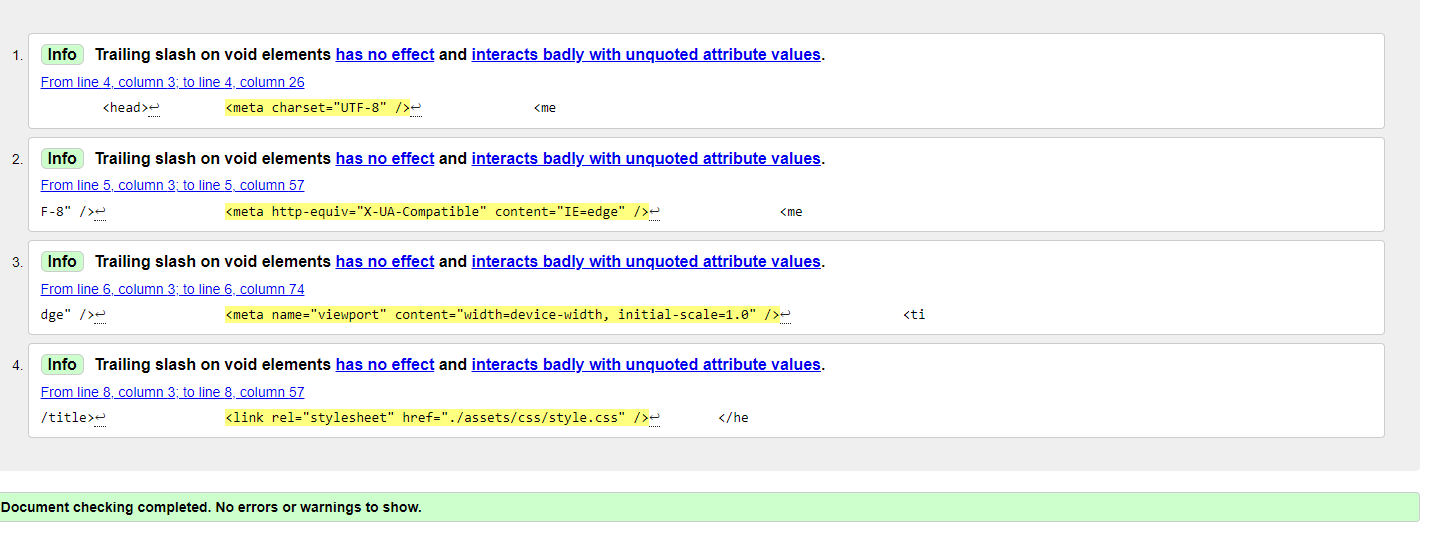 1. Info Trailing slash on void elements has no effect and interacts badly with unquoted attribute values.
From line 4, column 3; to line 4, column 26
<head>↩ <meta charset="UTF-8" />↩ <me
2. Info Trailing slash on void elements has no effect and interacts badly with unquoted attribute values.
From line 5, column 3; to line 5, column 57
F-8" />↩ <meta http-equiv="X-UA-Compatible" content="IE=edge" />↩ <me
3. Info Trailing slash on void elements has no effect and interacts badly with unquoted attribute values.
From line 6, column 3; to line 6, column 74
dge" />↩ <meta name="viewport" content="width=device-width, initial-scale=1.0" />↩ <ti
4. Info Trailing slash on void elements has no effect and interacts badly with unquoted attribute values.
From line 8, column 3; to line 8, column 57
/title>↩ <link rel="stylesheet" href="./assets/css/style.css" />↩ </he
Document checking completed. No errors or warnings to show.